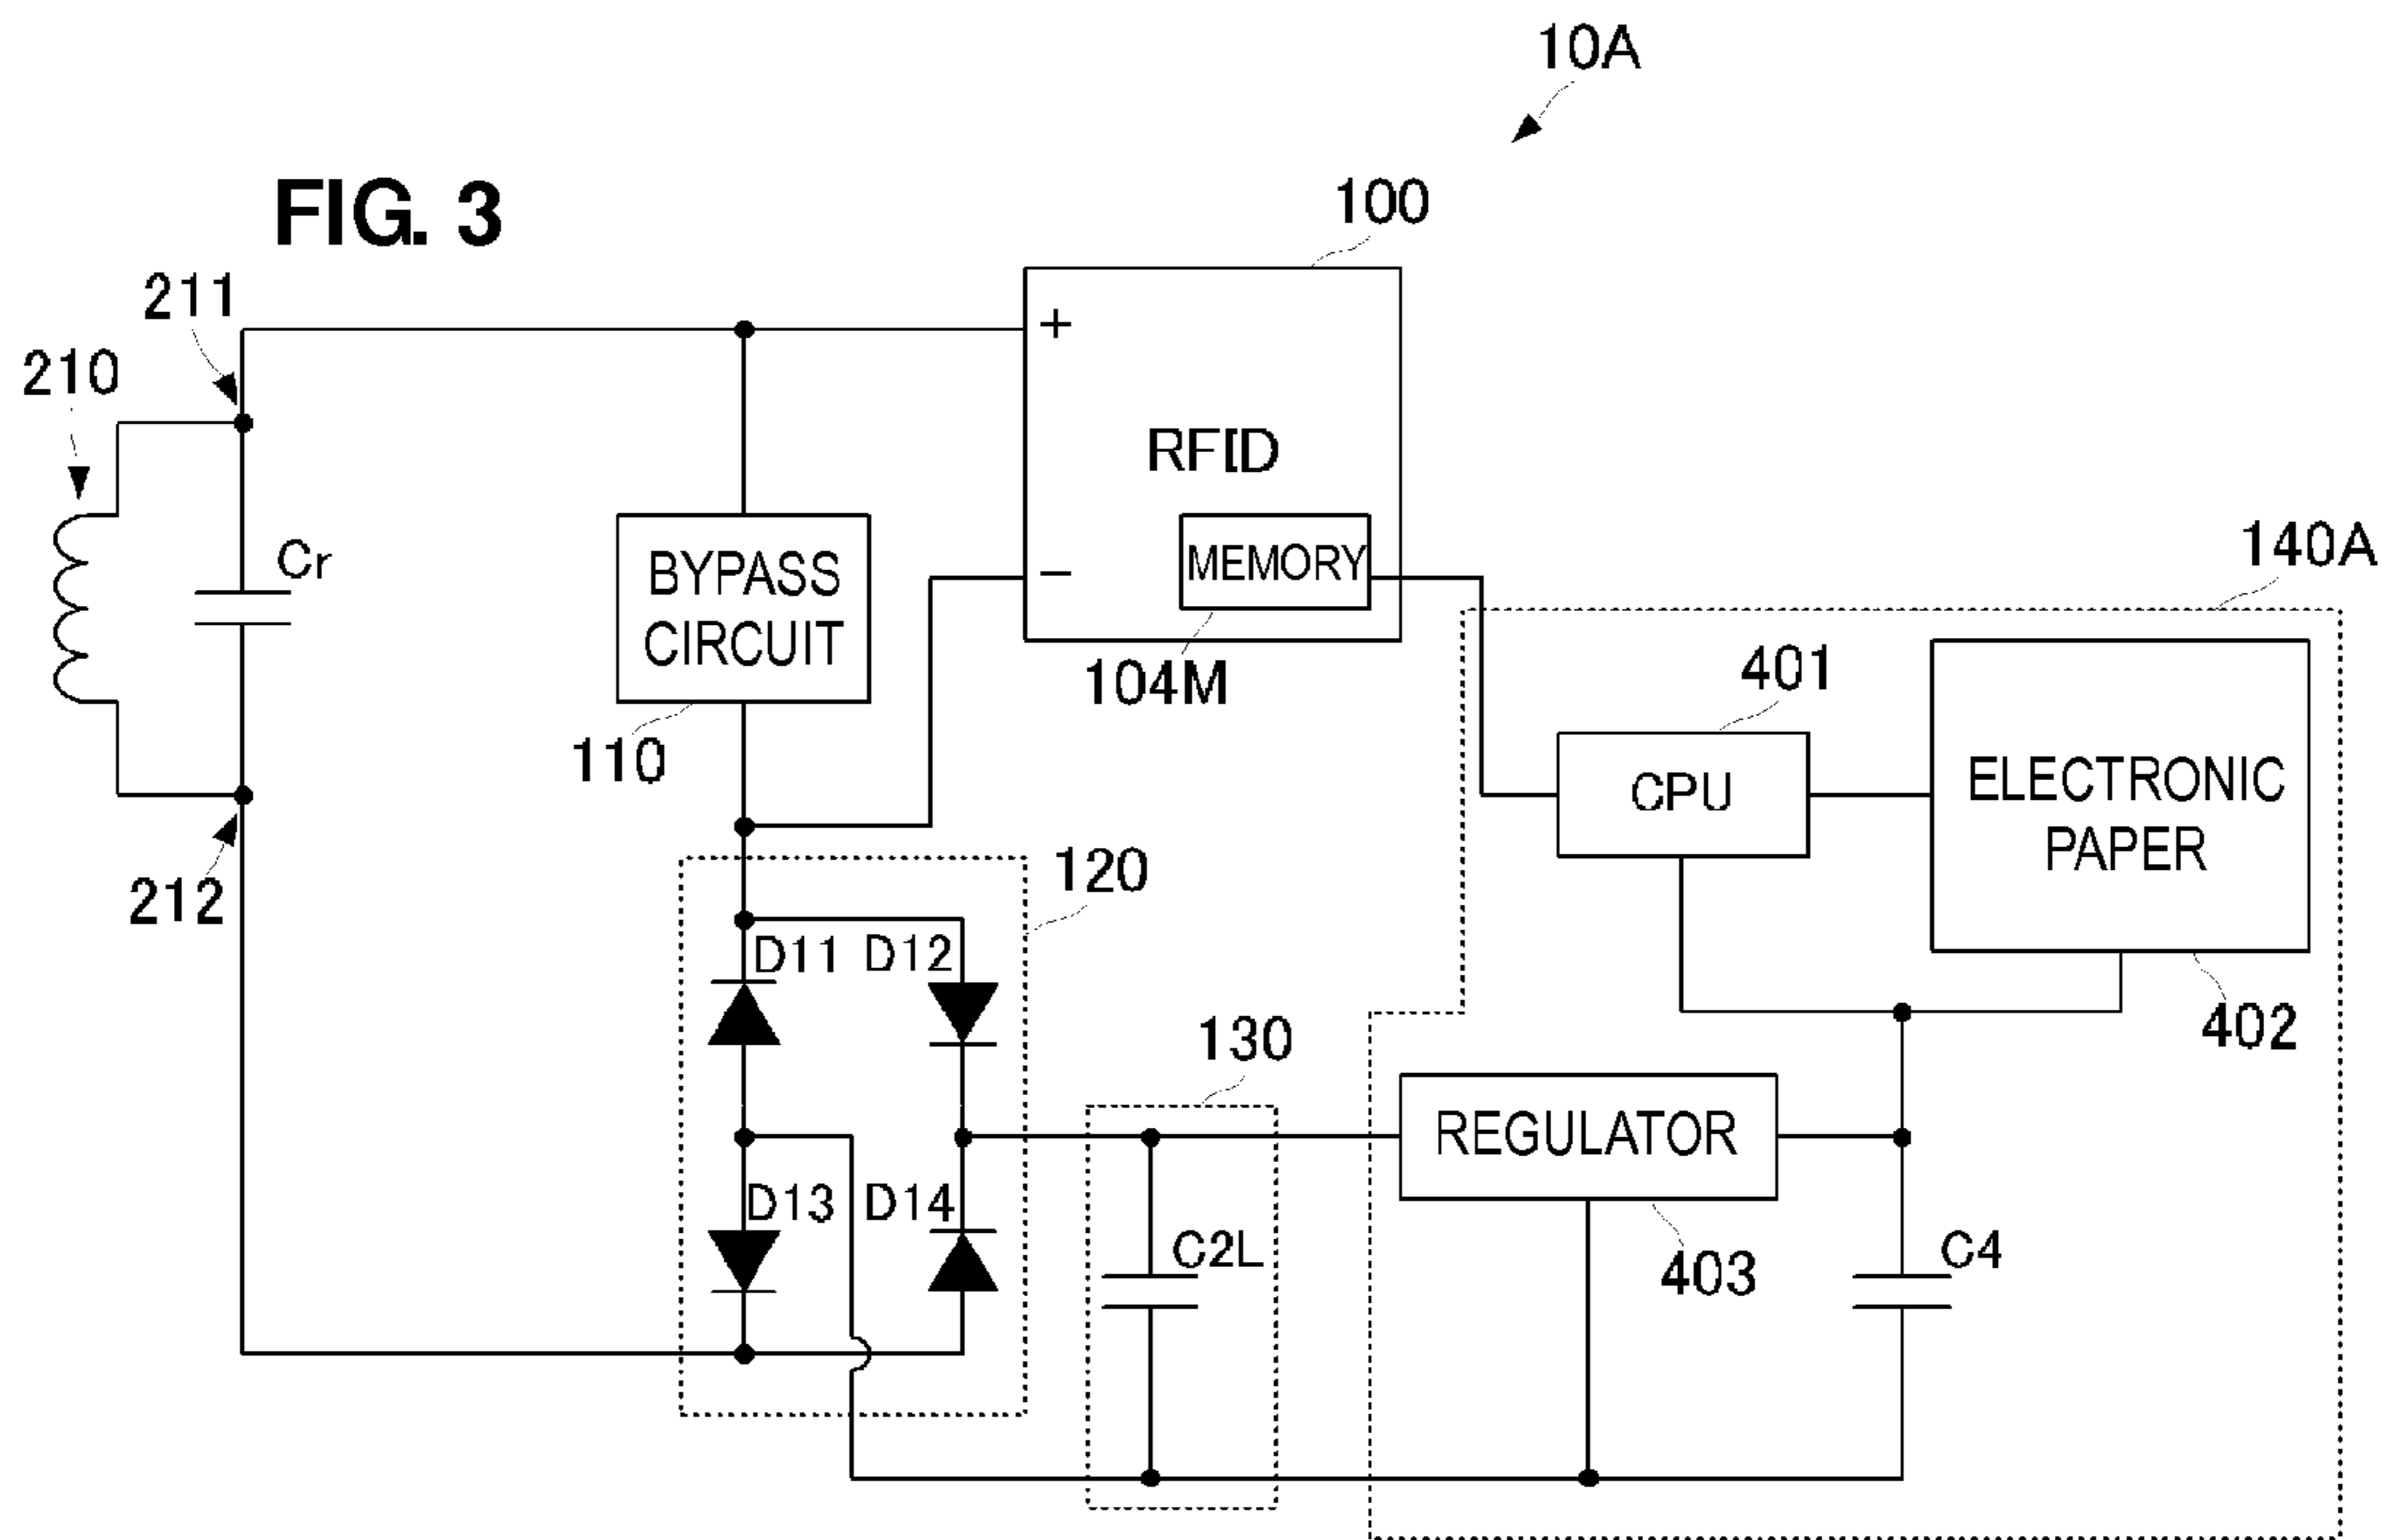 10A
FIG. 3
100
211
+
210
RFID
Cr
BYPASS
CIRCUIT
−
MEMORY
140A
104M
401
110
CPU
ELECTRONIC
PAPER
212
120
D11
D12
130
402
REGULATOR
D13
D14
C2L
403
C4